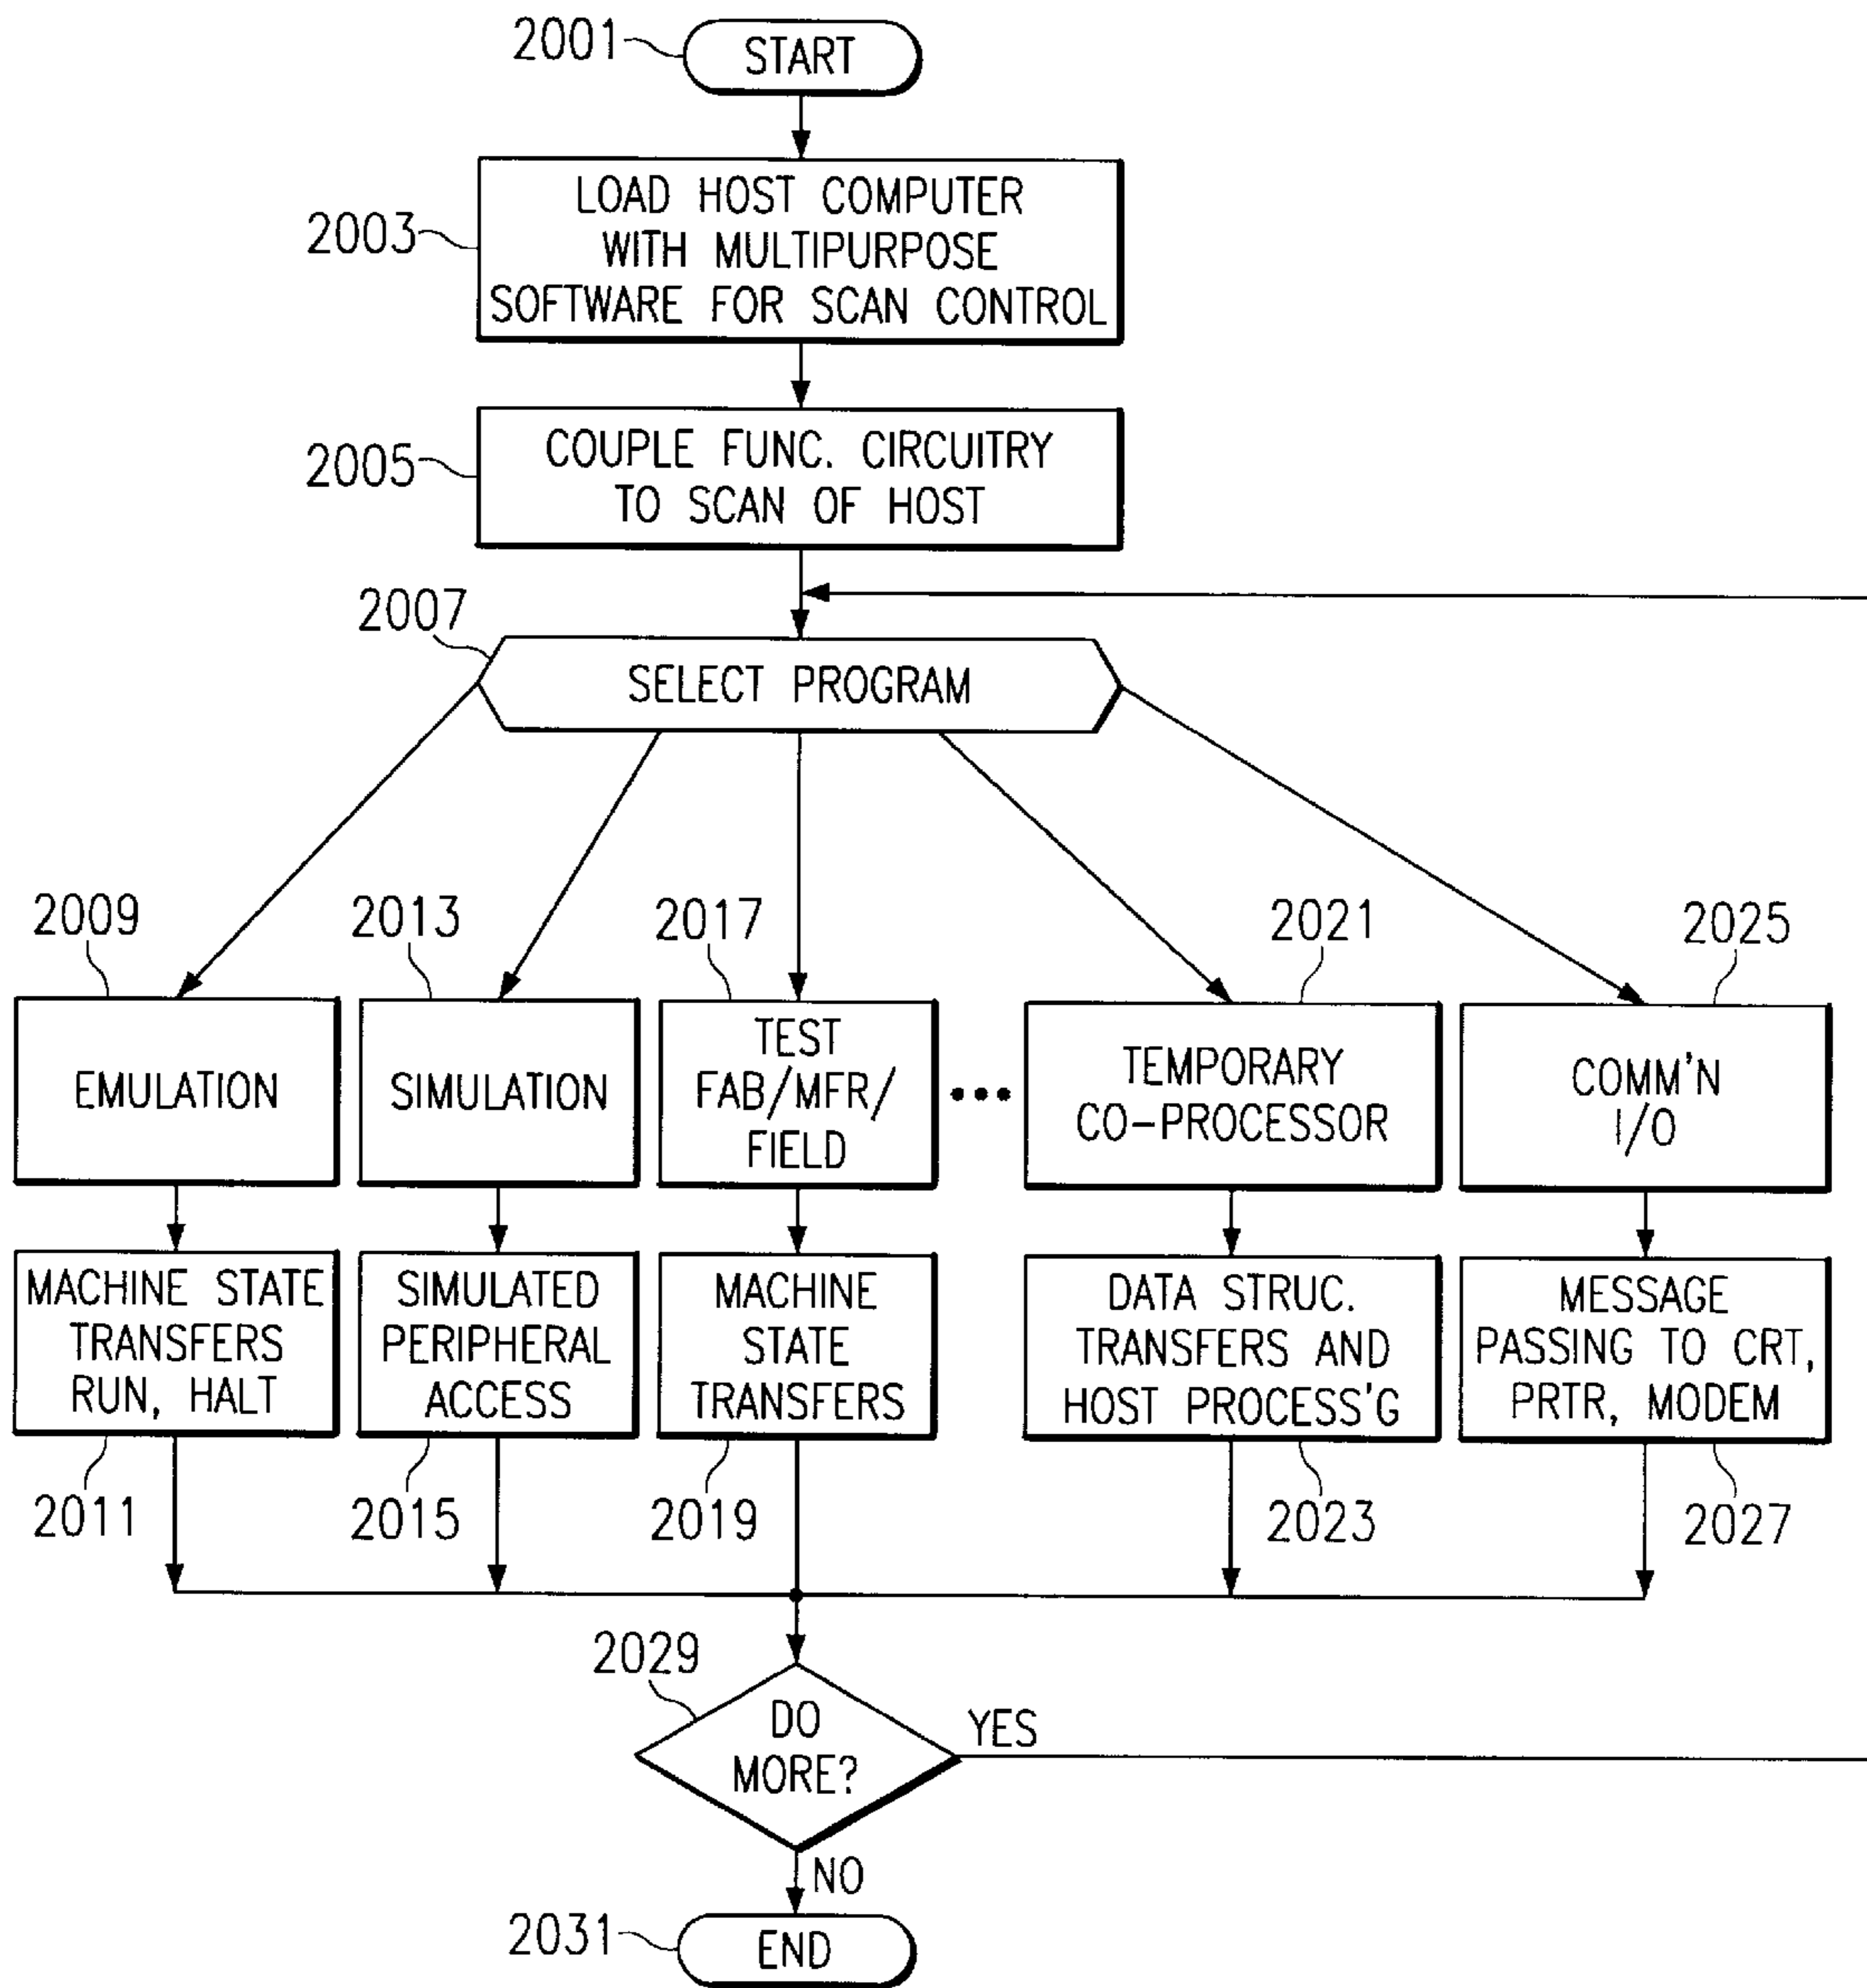 2001
START
2003
LOAD HOST COMPUTER
WITH MULTIPURPOSE
SOFTWARE FOR SCAN CONTROL
2005
COUPLE FUNC. CIRCUITRY
TO SCAN OF HOST
2007
SELECT PROGRAM
2009
2013
2017
2021
2025
EMULATION
SIMULATION
TEST
FAB/MFR/
FIELD
•••
TEMPORARY
CO-PROCESSOR
COMM'N
I/O
MACHINE STATE
TRANSFERS
RUN, HALT
SIMULATED
PERIPHERAL
ACCESS
MACHINE
STATE
TRANSFERS
DATA STRUC.
TRANSFERS AND
HOST PROCESS'G
MESSAGE
PASSING TO CRT,
PRTR, MODEM
2011
2015
2019
2023
2027
2029
DO
MORE?
YES
NO
2031
END